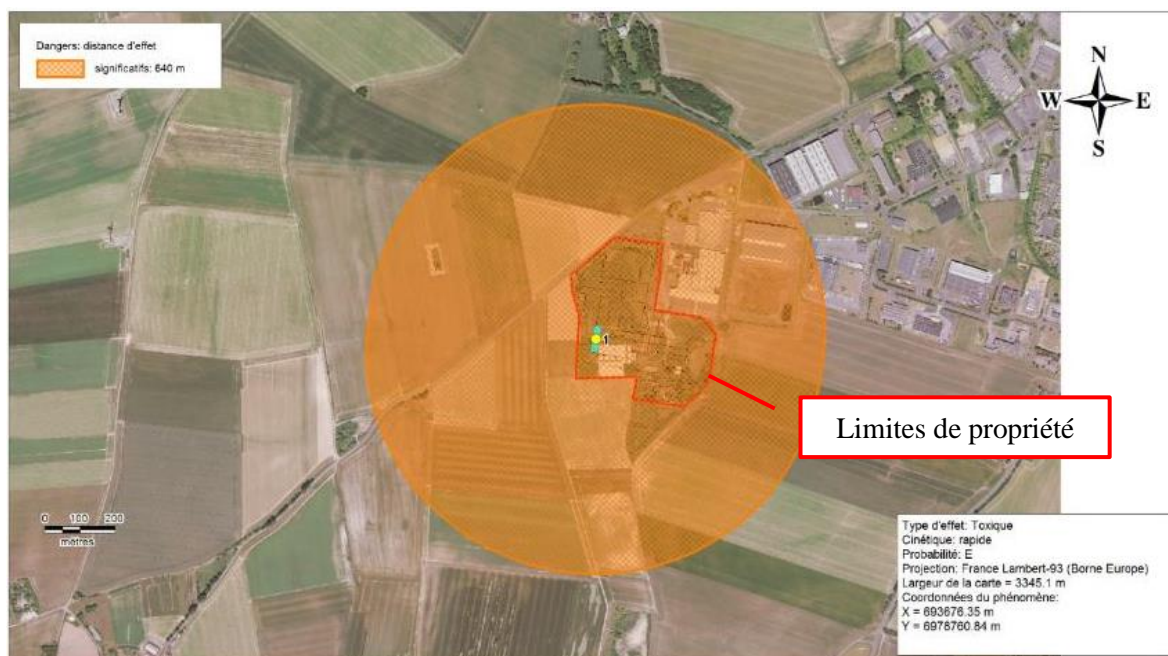 Dangers: distance d'effet
significatifs: 640 m
N
W
E
S
1
Limites de propriété
0 100 200
metres
Type d'effet: Toxique
Cinétique: rapide
Probabilité: E
Projection: France Lambert-93 (Borne Europe)
Largeur de la carte = 3345.1 m
Coordonnées du phénomène:
X = 693676.35 m
Y = 6978760.84 m